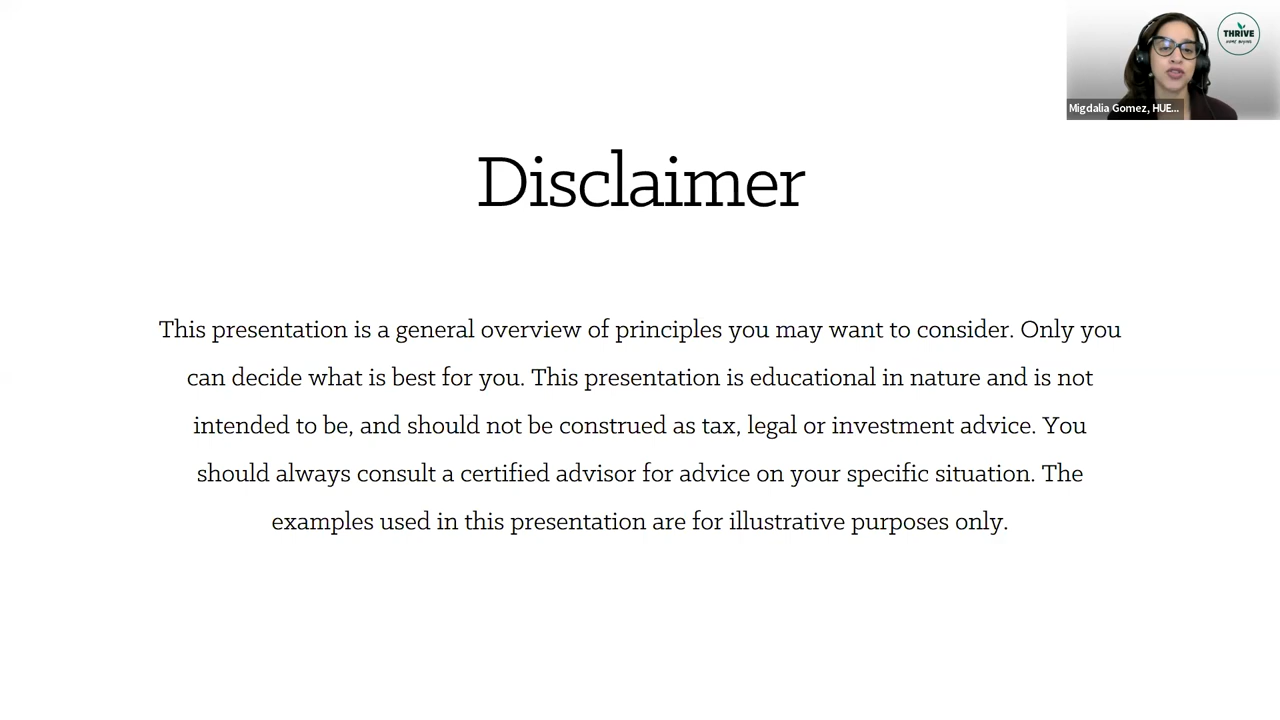 THRIVE
Migdalia Gomez, HUE...
Disclaimer
This presentation is a general overview of principles you may want to consider. Only you
can decide what is best for you. This presentation is educational in nature and is not
intended to be, and should not be construed as tax, legal or investment advice. You
should always consult a certified advisor for advice on your specific situation. The
examples used in this presentation are for illustrative purposes only.